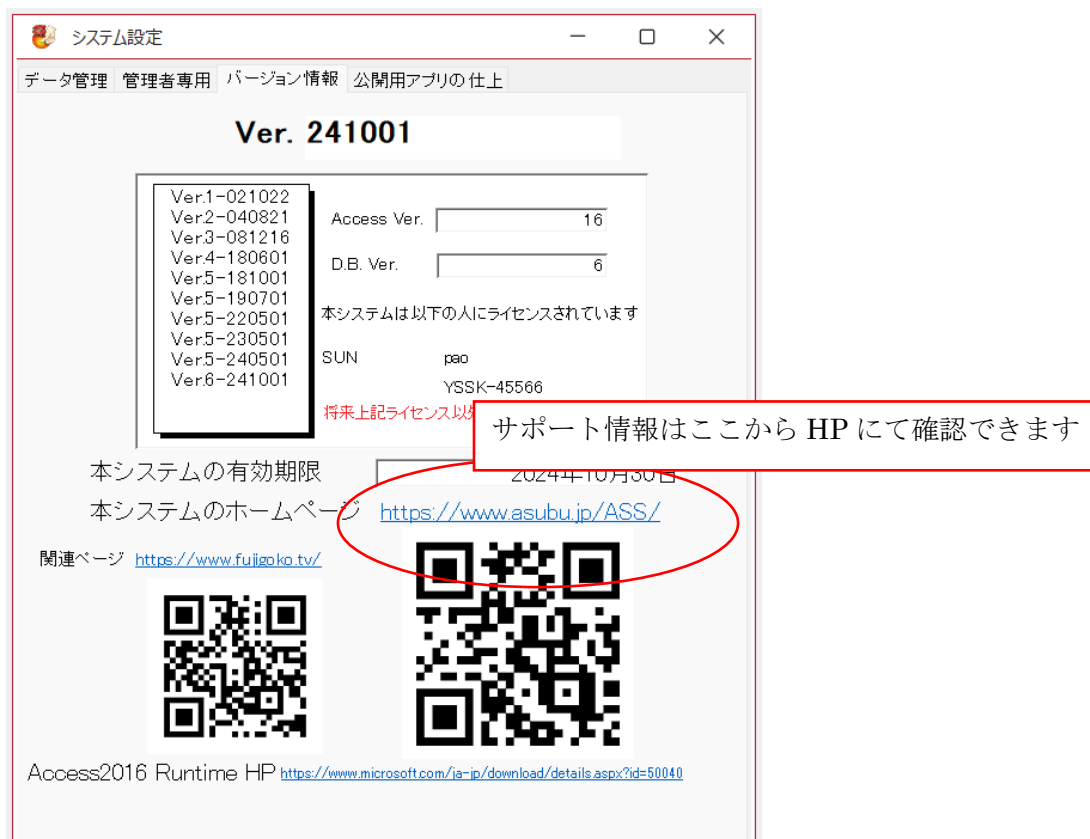 システム設定
データ管理 管理者専用 バージョン情報 公開用アプリの仕上
Ver. 241001
Ver.1-021022
Ver.2-040821
Ver.3-081216
Ver.4-180601
Ver.5-181001
Ver.5-190701
Ver.5-220501
Ver.5-230501
Ver.5-240501
Ver.6-241001
Access Ver. 16
D.B. Ver. 6
本システムは以下の人にライセンスされています
SUN pao
YSSK-45566
将来上記ライセンス以外
サポート情報はここから HP にて確認できます
本システムの有効期限 2024年10月30日
本システムのホームページ https://www.asubu.jp/ASS/
関連ページ https://www.fujigoko.tv/
Access2016 Runtime HP https://www.microsoft.com/ja-jp/download/details.aspx?id=50040